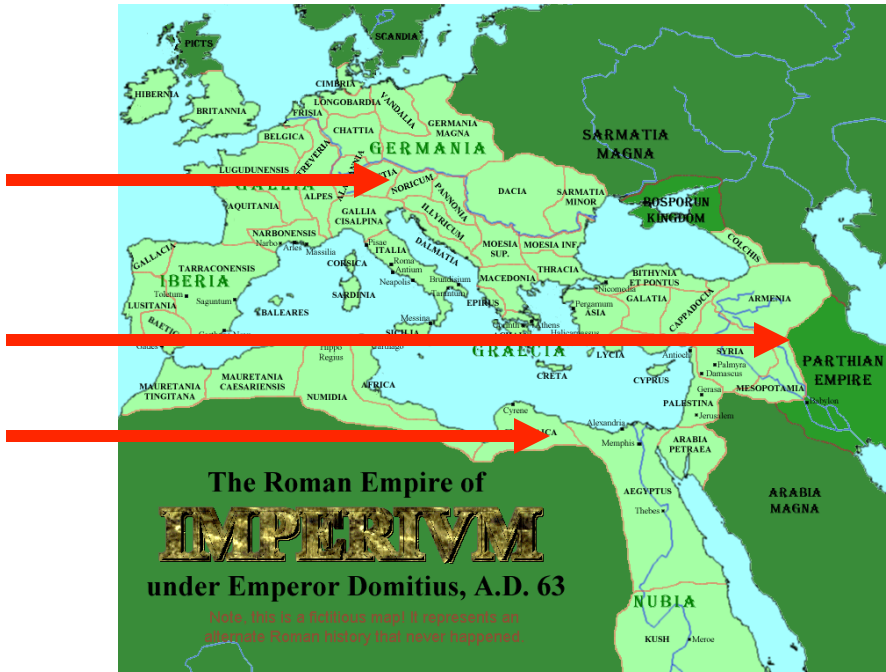 PICTS
SCANDIA
HIBERNIA
BRITANNIA
CIMBRIA
LONGOBARDIA
FRISIA
VANDALIA
BELGICA
CHATTIA
GERMANIA
MAGNA
GERMANIA
SARMATIA
MAGNA
LUGUDUNENSIS
NORICUM
PANNONIA
DACIA
SARMATIA
MINOR
BOSPORUN
KINGDOM
AQUITANIA
ALPES
GALLIA
CISALPINA
ILLYRICUM
NARBONENSIS
Narbo
Arles
Massilia
Pisae
ITALIA
DALMATIA
MOESIA
SUP.
MOESIA INF.
COLCHIS
GALLACIA
TARRACONENSIS
CORSICA
Roma
Antium
Neapolis
Brundisium
Tarantum
MACEDONIA
THRACIA
BITHYNIA
ET PONTUS
Nicomedia
IBERIA
Toletum
Saguntum
LUSITANIA
SARDINIA
EPIRUS
Pergamum
ASIA
GALATIA
CAPPADOCIA
ARMENIA
BALEARES
Messina
Athens
GRAECIA
LYCIA
SYRIA
Palmyra
Damascus
PARTHIAN
EMPIRE
Hippo
Regius
MAURETANIA
TINGITANA
MAURETANIA
CAESARIENSIS
NUMIDIA
AFRICA
CRETA
CYPRUS
MESOPOTAMIA
Gerasa
PALESTINA
Babylon
Jerusalem
Cyrene
Alexandria
Memphis
ARABIA
PETRAEA
ARABIA
MAGNA
AEGYPTUS
Thebes
The Roman Empire of
IMPERIVM
under Emperor Domitius, A.D. 63
Note, this is a fictitious map! It represents an
alternate Roman history that never happened.
NUBIA
KUSH
Meroe